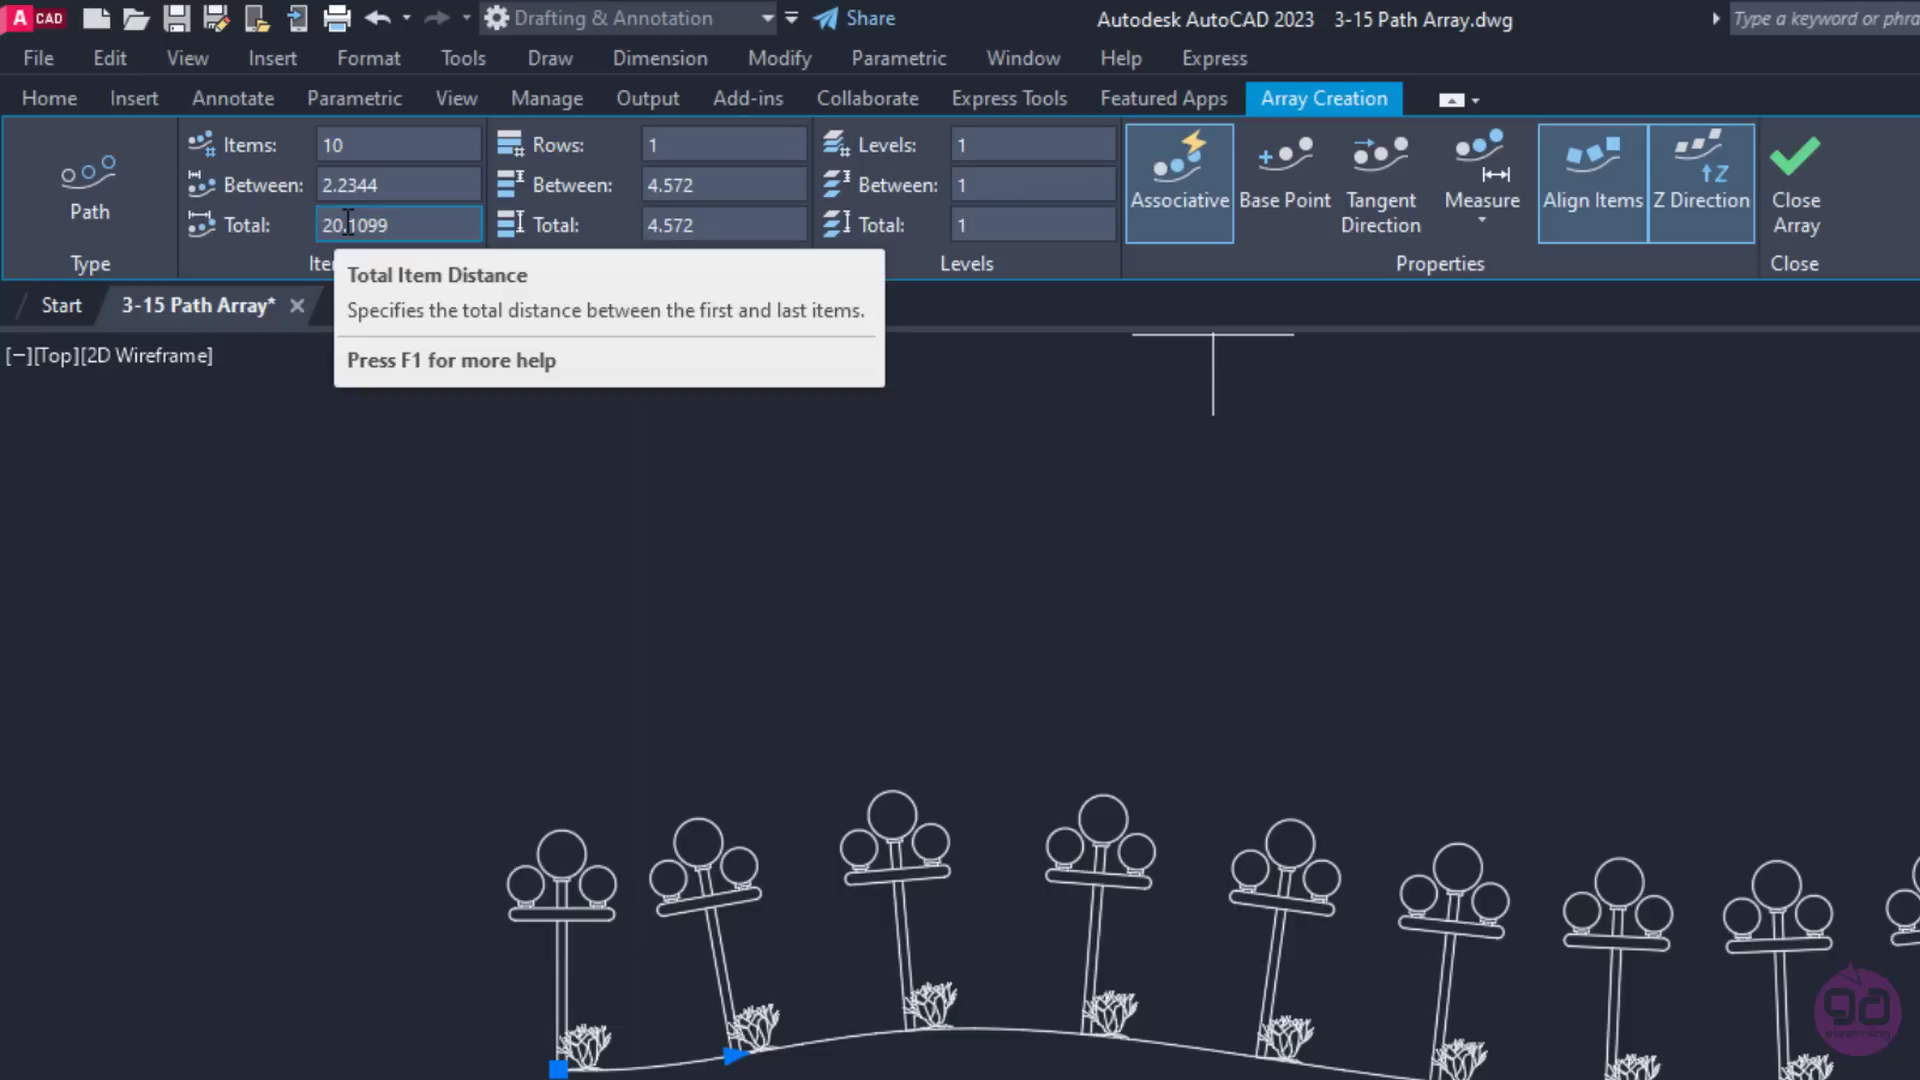 A CAD Drafting & Annotation Share Autodesk AutoCAD 2023 3-15 Path Array.dwg Type a keyword or phra
File Edit View Insert Format Tools Draw Dimension Modify Parametric Window Help Express
Home Insert Annotate Parametric View Manage Output Add-ins Collaborate Express Tools Featured Apps Array Creation
Items: 10 Rows: 1 Levels: 1
Between: 2.2344 Between: 4.572 Between: 1
Total: 20.1099 Total: 4.572 Total: 1
Path
Associative Base Point Tangent Direction Measure Align Items Z Direction Close Array
Type Levels Properties Close
Start 3-15 Path Array*
Total Item Distance
Specifies the total distance between the first and last items.
Press F1 for more help
[−][Top][2D Wireframe]